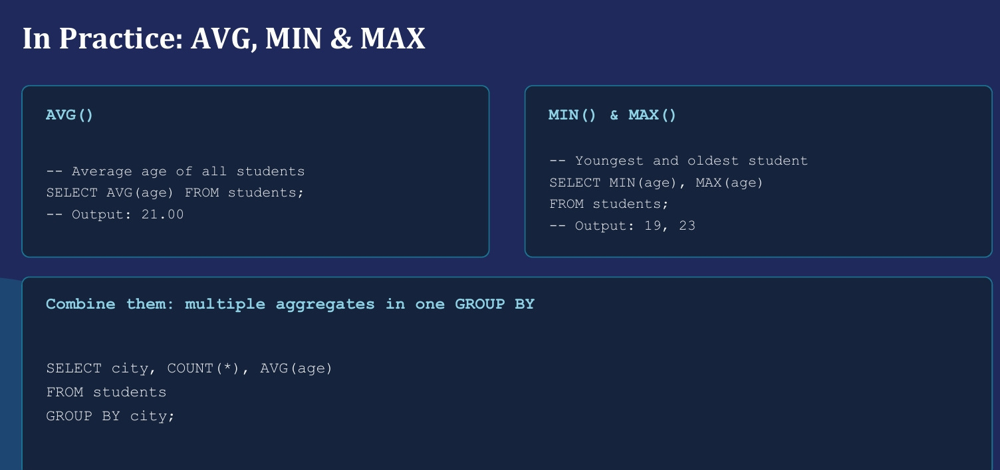 In Practice: AVG, MIN & MAX
AVG()
-- Average age of all students
SELECT AVG(age) FROM students;
-- Output: 21.00
MIN() & MAX()
-- Youngest and oldest student
SELECT MIN(age), MAX(age)
FROM students;
-- Output: 19, 23
Combine them: multiple aggregates in one GROUP BY
SELECT city, COUNT(*), AVG(age)
FROM students
GROUP BY city;